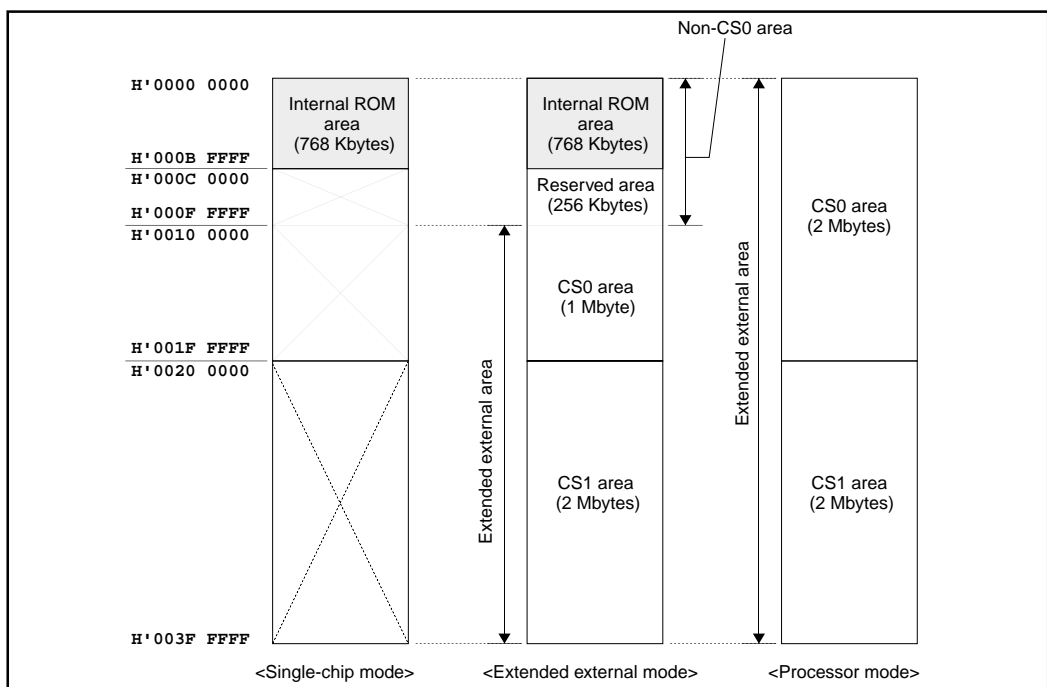 Non-CS0 area
H'0000 0000
H'000B FFFF
H'000C 0000
H'000F FFFF
H'0010 0000
H'001F FFFF
H'0020 0000
H'003F FFFF
Internal ROM
area
(768 Kbytes)
Internal ROM
area
(768 Kbytes)
Reserved area
(256 Kbytes)
CS0 area
(1 Mbyte)
CS1 area
(2 Mbytes)
Extended external area
CS0 area
(2 Mbytes)
CS1 area
(2 Mbytes)
Extended external area
<Single-chip mode>
<Extended external mode>
<Processor mode>